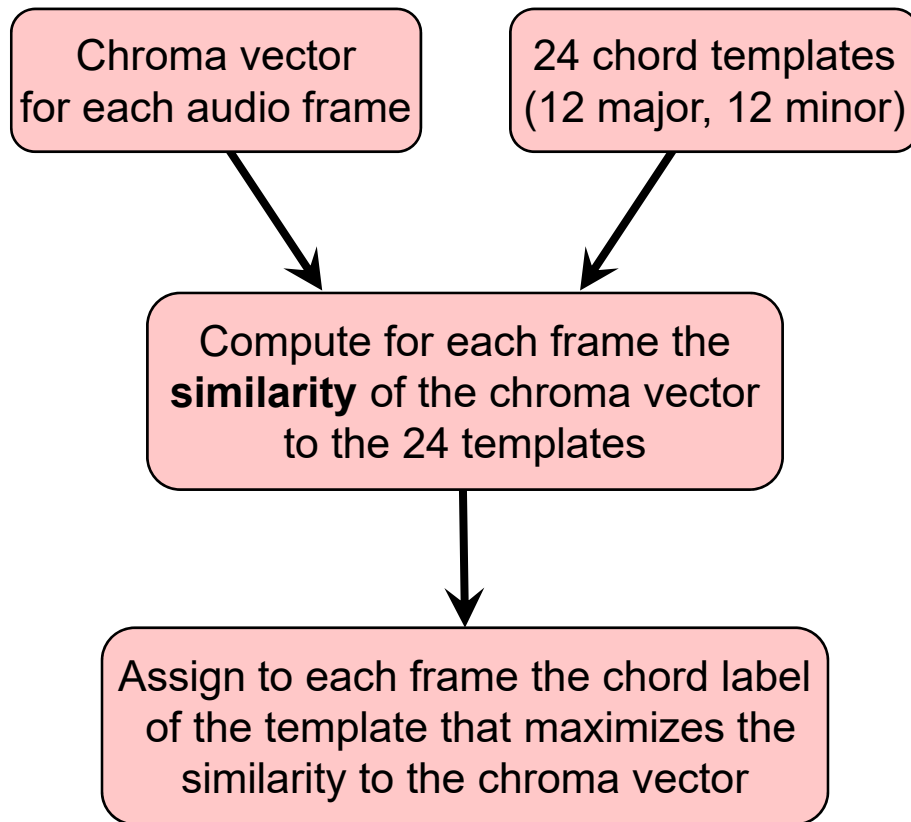 Chroma vector
for each audio frame
24 chord templates
(12 major, 12 minor)
Compute for each frame the
similarity of the chroma vector
to the 24 templates
Assign to each frame the chord label
of the template that maximizes the
similarity to the chroma vector